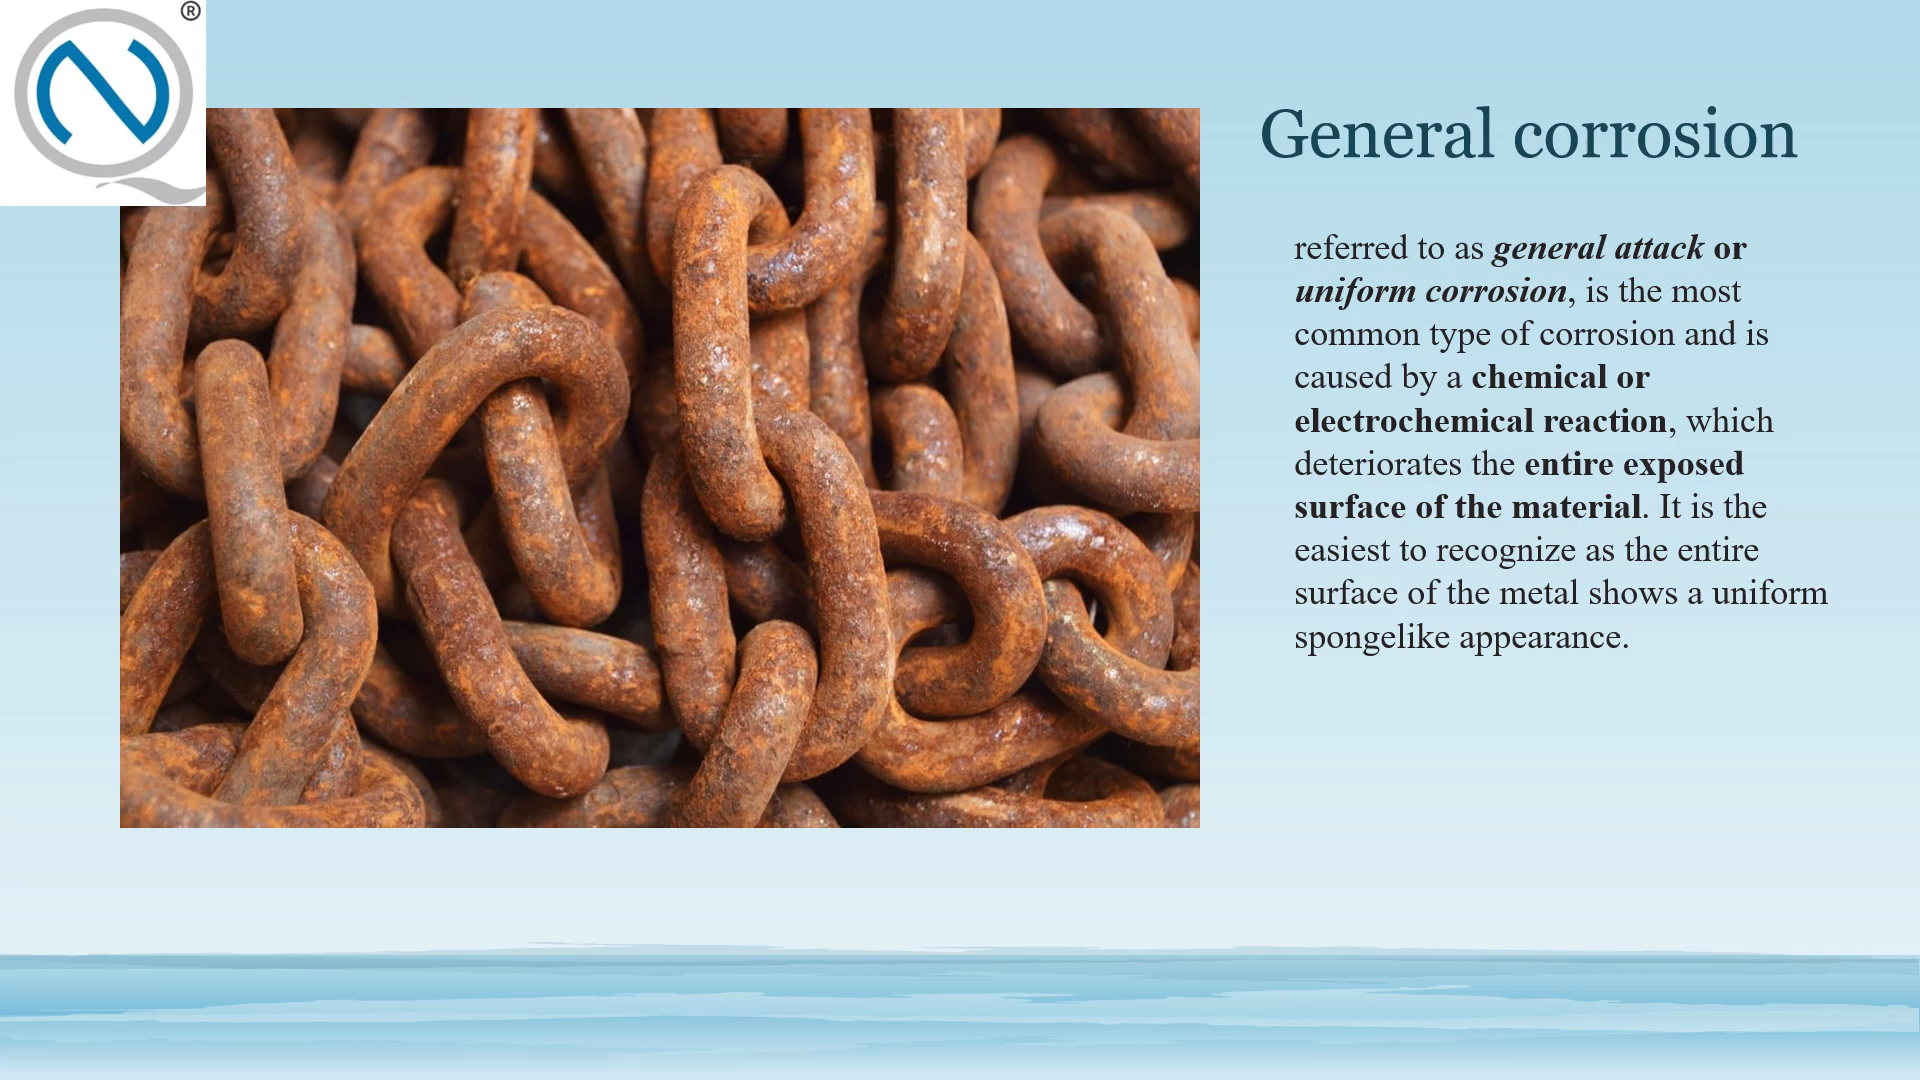 ®
General corrosion
referred to as general attack or
uniform corrosion, is the most
common type of corrosion and is
caused by a chemical or
electrochemical reaction, which
deteriorates the entire exposed
surface of the material. It is the
easiest to recognize as the entire
surface of the metal shows a uniform
spongelike appearance.